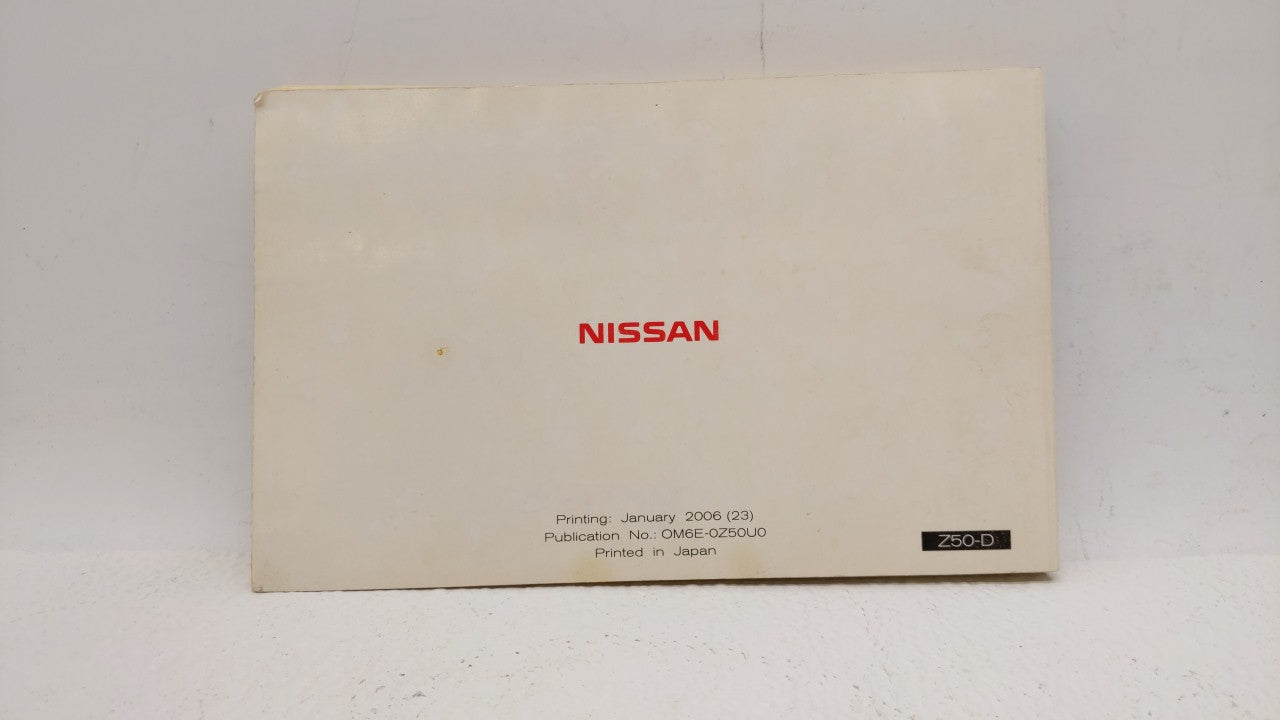 NISSAN
Printing: January 2006 (23)
Publication No.: OM6E-0Z50U0
Printed in Japan
Z50-D